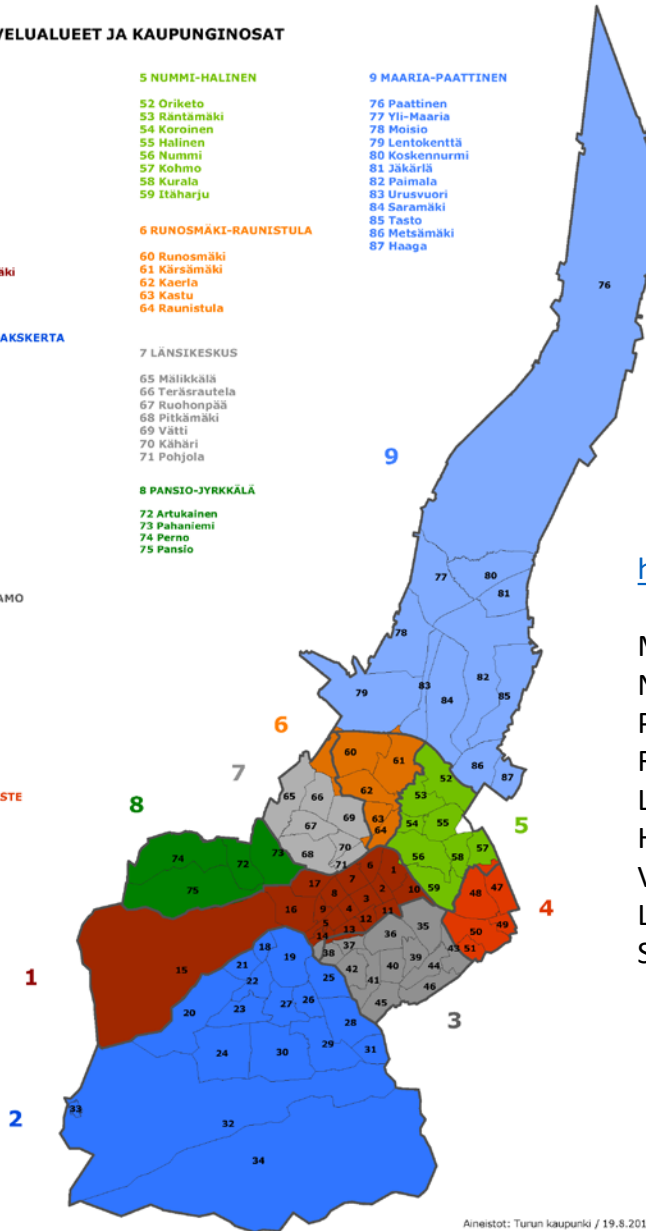 VELUALUEET JA KAUPUNGINOSAT
5 NUMMI-HALINEN
52 Oriketo
53 Räntämäki
54 Koroinen
55 Halinen
56 Nummi
57 Kohmo
58 Kurala
59 Itäharju
6 RUNOSMÄKI-RAUNISTULA
60 Runosmäki
61 Kärsämäki
62 Kaerla
63 Kastu
64 Raunistula
7 LÄNSIKESKUS
65 Mälikkälä
66 Teräsrautela
67 Ruohonpää
68 Pitkämäki
69 Vätti
70 Kähäri
71 Pohjola
8 PANSIO-JYRKKÄLÄ
72 Artukainen
73 Pahaniemi
74 Perno
75 Pansio
9 MAARIA-PAATTINEN
76 Paattinen
77 Yli-Maaria
78 Moisio
79 Lentokenttä
80 Koskennurmi
81 Jäkärlä
82 Paimala
83 Urusvuori
84 Saramäki
85 Tasto
86 Metsämäki
87 Haaga
äki
AKSKERTA
AMO
STE
76
9
77
80
81
78
82
79
83
84
85
6
60
61
86
87
7
52
65
66
62
53
8
63
69
67
64
54
55
5
74
72
73
68
70
71
56
58
57
75
17
7
6
1
8
2
10
59
48
47
16
9
4
3
4
5
12
11
14
13
36
35
50
49
15
18
38
37
43
51
1
21
19
39
22
25
42
41
40
44
20
23
27
26
45
46
28
3
24
30
29
31
2
33
32
34
Aineistot: Turun kaupunki / 19.8.201